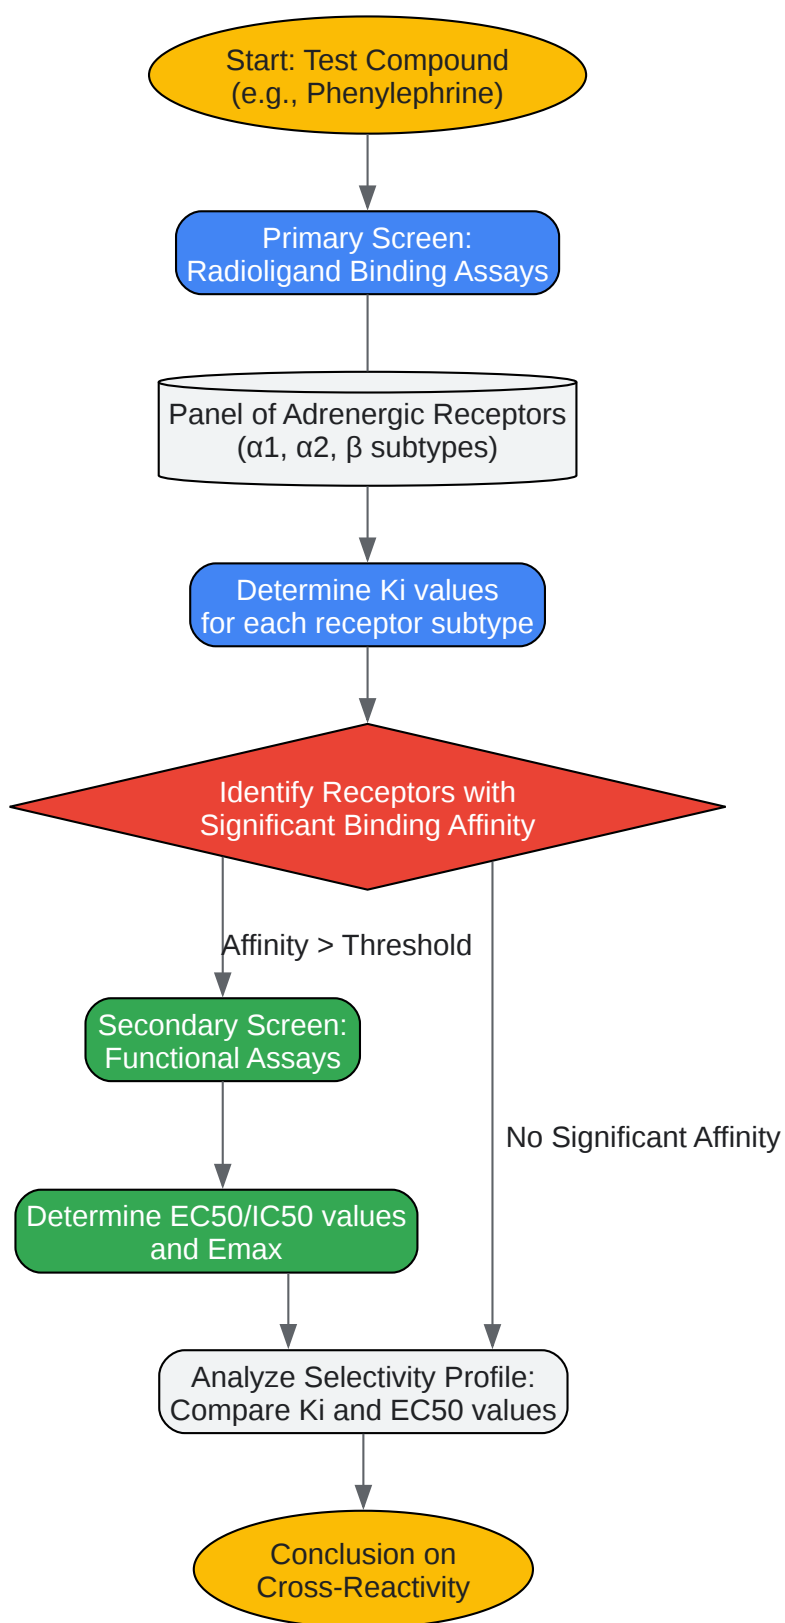 Start: Test Compound
(e.g., Phenylephrine)
Primary Screen:
Radioligand Binding Assays
Panel of Adrenergic Receptors
(α1, α2, β subtypes)
Determine Ki values
for each receptor subtype
Identify Receptors with
Significant Binding Affinity
Affinity > Threshold
Secondary Screen:
Functional Assays
No Significant Affinity
Determine EC50/IC50 values
and Emax
Analyze Selectivity Profile:
Compare Ki and EC50 values
Conclusion on
Cross-Reactivity